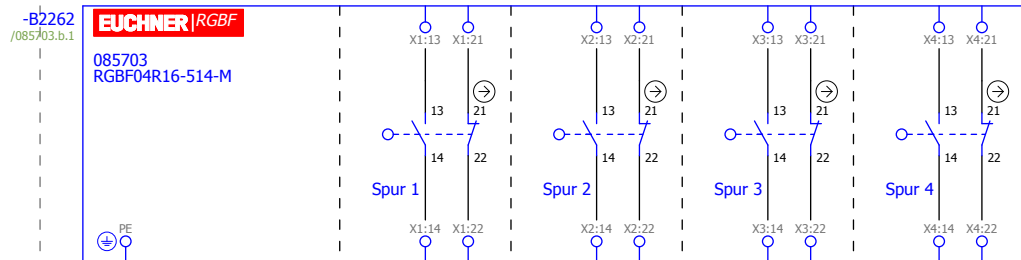 -B2262
/085703.b.1
EUCHNER RGBF
085703
RGBF04R16-514-M
X1:13 X1:21 X2:13 X2:21 X3:13 X3:21 X4:13 X4:21
13 21 13 21 13 21 13 21
14 22 14 22 14 22 14 22
Spur 1 Spur 2 Spur 3 Spur 4
PE X1:14 X1:22 X2:14 X2:22 X3:14 X3:22 X4:14 X4:22